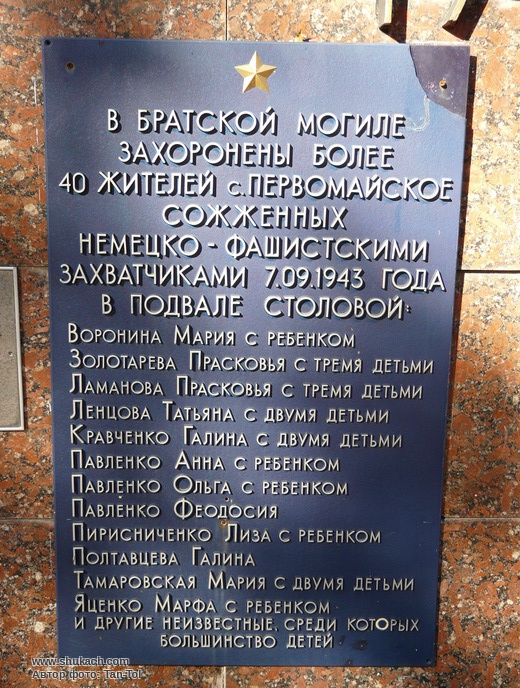 В БРАТСКОЙ МОГИЛЕ
ЗАХОРОНЕНЫ БОЛЕЕ
40 ЖИТЕЛЕЙ с. ПЕРВОМАЙСКОЕ
СОЖЖЕННЫХ
НЕМЕЦКО - ФАШИСТСКИМИ
ЗАХВАТЧИКАМИ 7.09.1943 ГОДА
В ПОДВАЛЕ СТОЛОВОЙ:
ВОРОНИНА МАРИЯ С РЕБЕНКОМ
ЗОЛОТАРЕВА ПРАСКОВЬЯ С ТРЕМЯ ДЕТЬМИ
ЛАМАНОВА ПРАСКОВЬЯ С ТРЕМЯ ДЕТЬМИ
ЛЕНЦОВА ТАТЬЯНА С ДВУМЯ ДЕТЬМИ
КРАВЧЕНКО ГАЛИНА С ДВУМЯ ДЕТЬМИ
ПАВЛЕНКО АННА С РЕБЕНКОМ
ПАВЛЕНКО ОЛЬГА С РЕБЕНКОМ
ПАВЛЕНКО ФЕОДОСИЯ
ПИРИСНИЧЕНКО ЛИЗА С РЕБЕНКОМ
ПОЛТАВЦЕВА ГАЛИНА
ТАМАРОВСКАЯ МАРИЯ С ДВУМЯ ДЕТЬМИ
ЯЦЕНКО МАРФА С РЕБЕНКОМ
И ДРУГИЕ НЕИЗВЕСТНЫЕ, СРЕДИ КОТОРЫХ
БОЛЬШИНСТВО ДЕТЕЙ
www.shukach.com
Автор фото: Tan-Tol